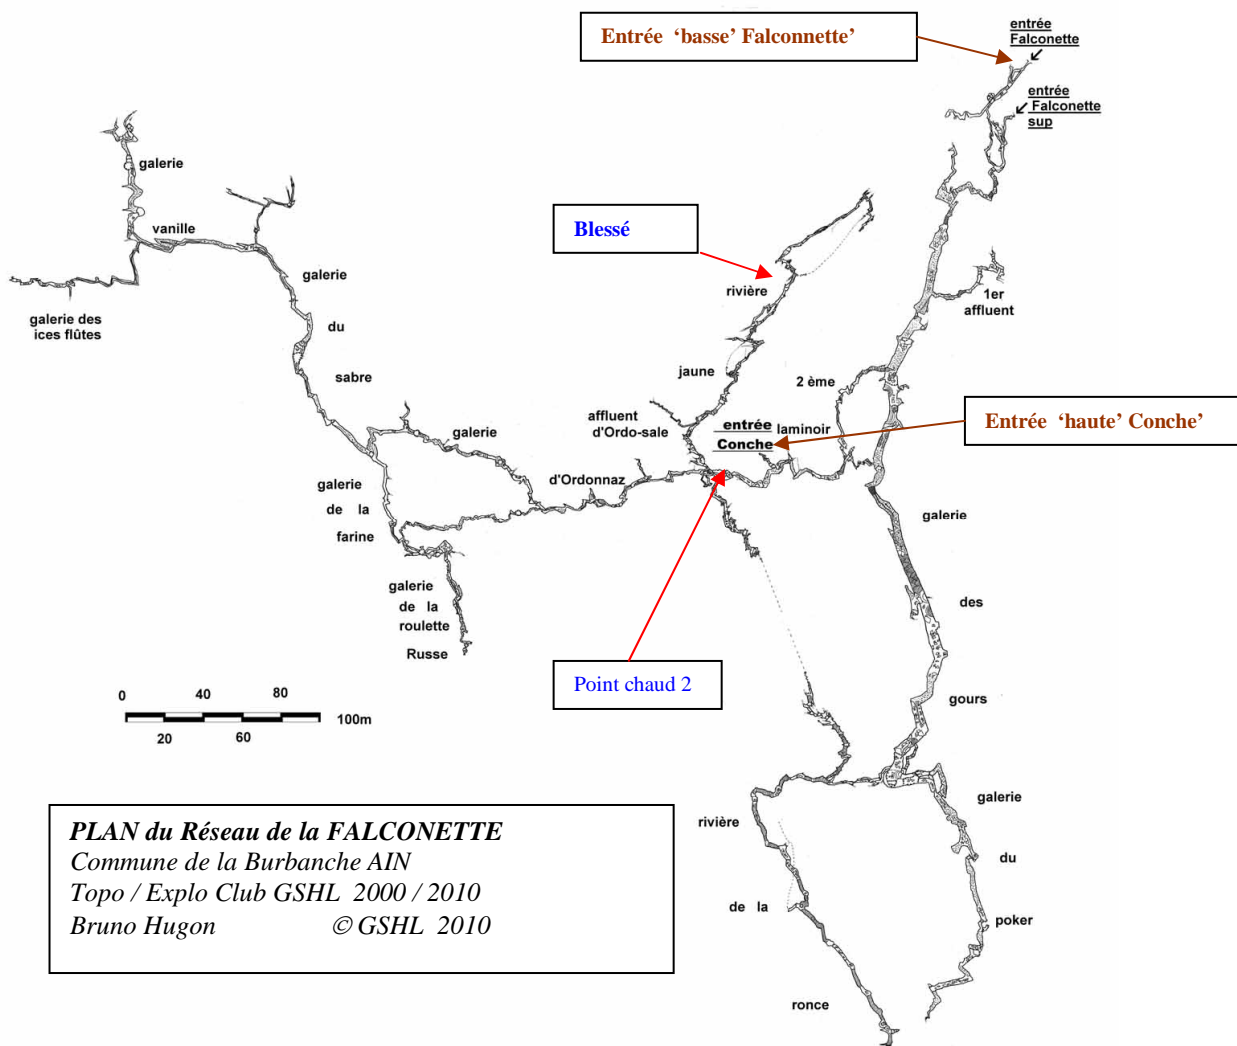 Entrée ‘basse’ Falconnette’
entrée
Falconette
entrée
Falconette
sup
galerie
vanille
Blessé
galerie
rivière
1er
affluent
galerie des
ices flûtes
du
sabre
jaune
2 ème
affluent
d'Ordo-sale
entrée
Conche
laminoir
Entrée ‘haute’ Conche’
galerie
d'Ordonnaz
galerie
de la
farine
galerie
des
gours
galerie
de la
roulette
Russe
Point chaud 2
0 40 80
100m
20 60
galerie
du
poker
rivière
de la
ronce
PLAN du Réseau de la FALCONETTE
Commune de la Burbanche AIN
Topo / Explo Club GSHL 2000 / 2010
Bruno Hugon © GSHL 2010